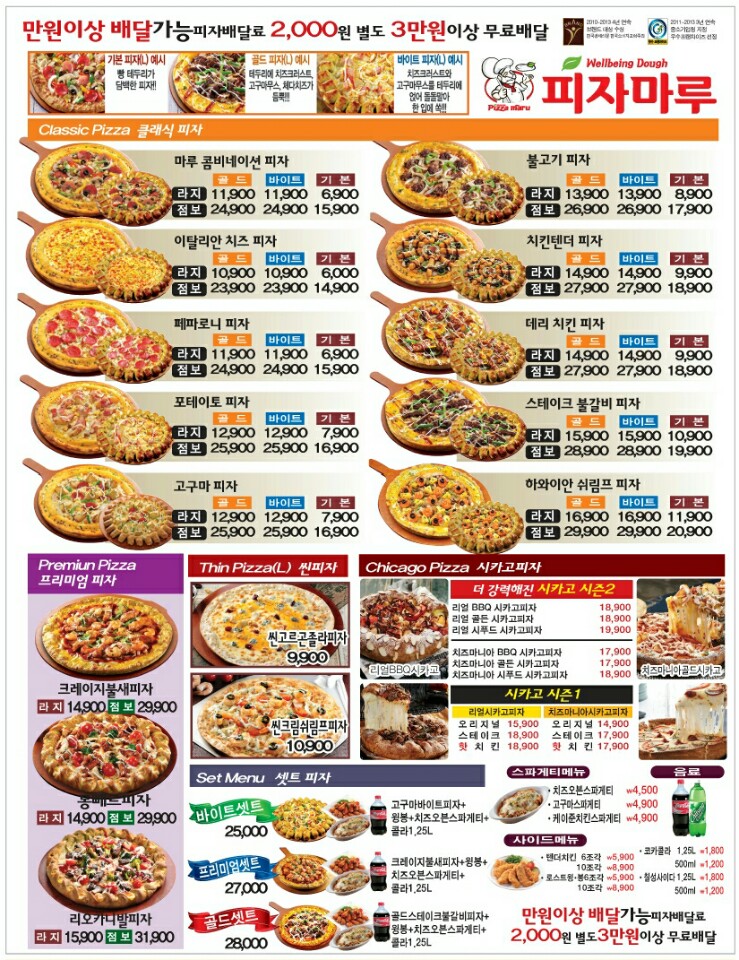 만원이상 배달가능피자배달료 2,000원 별도 3만원이상 무료배달
2010-2013 4년 연속
브랜드 대상 수상
2011-2013 3년 연속
중소기업청 지정
우수프랜차이즈 선정
기본 피자(L) 예시
빵 테두리가
담백한 피자!!
골드 피자(L) 예시
테두리에 치즈크러스트,
고구마무스, 체다치즈가
듬뿍!!
바이트 피자(L) 예시
치즈크러스트와
고구마무스를 테두리에
얹어 돌돌말아
한 입에 쏙!!
Pizza maru
Wellbeing Dough
피자마루
Classic Pizza 클래식 피자
마루 콤비네이션 피자
골드 바이트 기본
라지 11,900 11,900 6,900
점보 24,900 24,900 15,900
이탈리안 치즈 피자
골드 바이트 기본
라지 10,900 10,900 6,000
점보 23,900 23,900 14,900
페파로니 피자
골드 바이트 기본
라지 11,900 11,900 6,900
점보 24,900 24,900 15,900
포테이토 피자
골드 바이트 기본
라지 12,900 12,900 7,900
점보 25,900 25,900 16,900
고구마 피자
골드 바이트 기본
라지 12,900 12,900 7,900
점보 25,900 25,900 16,900
불고기 피자
골드 바이트 기본
라지 13,900 13,900 8,900
점보 26,900 26,900 17,900
치킨텐더 피자
골드 바이트 기본
라지 14,900 14,900 9,900
점보 27,900 27,900 18,900
데리 치킨 피자
골드 바이트 기본
라지 14,900 14,900 9,900
점보 27,900 27,900 18,900
스테이크 불갈비 피자
골드 바이트 기본
라지 15,900 15,900 10,900
점보 28,900 28,900 19,900
하와이안 쉬림프 피자
골드 바이트 기본
라지 16,900 16,900 11,900
점보 29,900 29,900 20,900
Premiun Pizza
프리미엄 피자
크레이지불새피자
라지 14,900 점보 29,900
라지 14,900 점보 29,900
리오카니발피자
라지 15,900 점보 31,900
Thin Pizza(L) 씬피자
씬고르곤졸라피자
9,900
씬크림쉬림프피자
10,900
Chicago Pizza 시카고피자
리얼BBQ시카고
더 강력해진 시카고 시즌2
리얼 BBQ 시카고피자 18,900
리얼 골든 시카고피자 18,900
리얼 시푸드 시카고피자 19,900
치즈마니아 BBQ 시카고피자 17,900
치즈마니아 골든 시카고피자 17,900
치즈마니아 시푸드 시카고피자 18,900
치즈마니아골드시카고
시카고 시즌1
리얼시카고피자 치즈마니아시카고피자
오리지널 15,900 오리지널 14,900
스테이크 18,900 스테이크 17,900
핫 치킨 18,900 핫 치킨 17,900
Set Menu 셋트 피자
바이트셋트
25,000
고구마바이트피자+
윙봉+치즈오븐스파게티+
콜라1,25L
프리미엄셋트
27,000
크레이지불새피자+윙봉+
치즈오븐스파게티+
콜라1,25L
골드셋트
28,000
골드스테이크불갈비피자+
윙봉+치즈오븐스파게티+
콜라1,25L
스파게티메뉴
• 치즈오븐스파게티 ₩4,500
• 고구마스파게티 ₩4,900
• 케이준치킨스파게티 ₩4,900
음료
• 코카콜라 1,25L ₩1,800
500ml ₩1,200
• 칠성사이다 1,25L ₩1,800
500ml ₩1,200
사이드메뉴
• 텐더치킨 6조각 ₩5,900
10조각 ₩8,900
• 로스트윙·봉6조각 ₩5,900
10조각 ₩8,900
만원이상 배달가능피자배달료
2,000원 별도3만원이상 무료배달